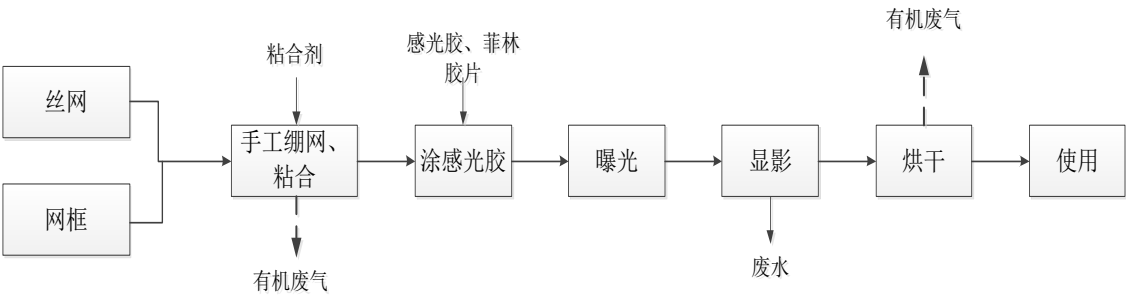 有机废气
感光胶、菲林
胶片
粘合剂
丝网
手工绷网、
粘合
涂感光胶
曝光
显影
烘干
使用
网框
有机废气
废水